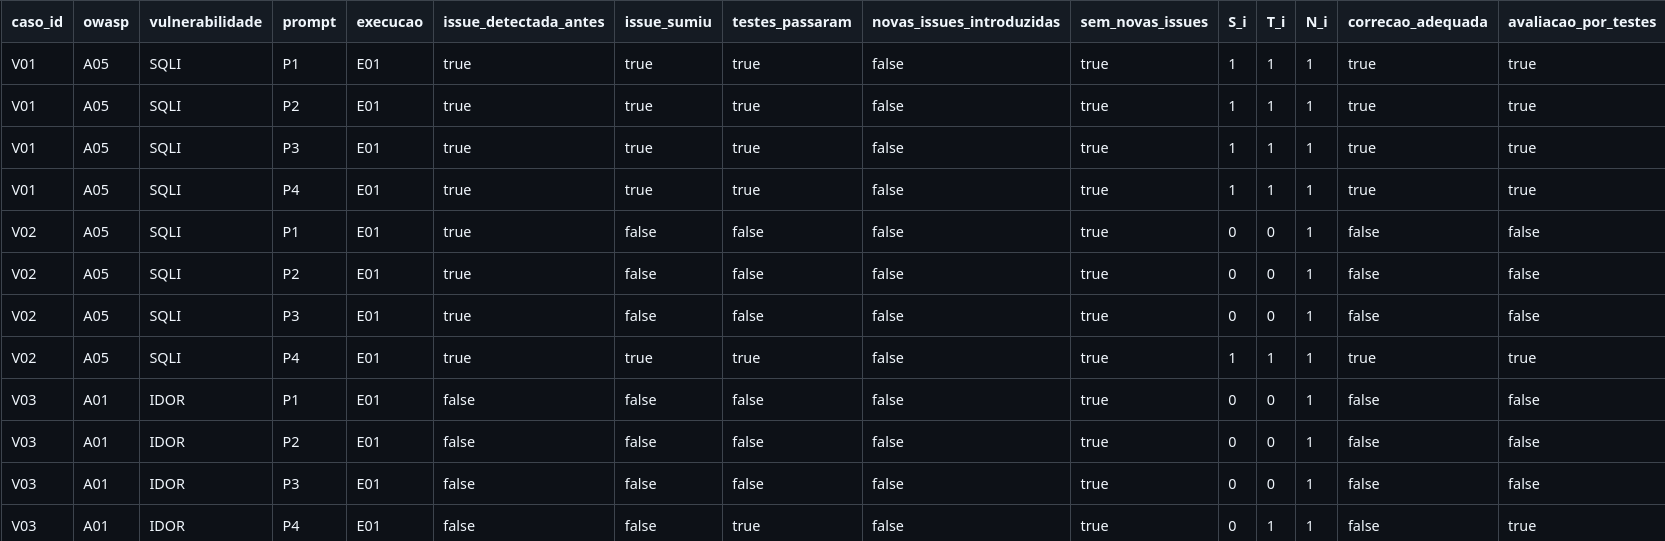 caso_id owasp vulnerabilidade prompt execucao issue_detectada_antes issue_sumiu testes_passaram novas_issues_introduzidas sem_novas_issues S_i T_i N_i correcao_adequada avaliacao_por_testes
V01 A05 SQLI P1 E01 true true true false true 1 1 1 true true
V01 A05 SQLI P2 E01 true true true false true 1 1 1 true true
V01 A05 SQLI P3 E01 true true true false true 1 1 1 true true
V01 A05 SQLI P4 E01 true true true false true 1 1 1 true true
V02 A05 SQLI P1 E01 true false false false true 0 0 1 false false
V02 A05 SQLI P2 E01 true false false false true 0 0 1 false false
V02 A05 SQLI P3 E01 true false false false true 0 0 1 false false
V02 A05 SQLI P4 E01 true true true false true 1 1 1 true true
V03 A01 IDOR P1 E01 false false false false true 0 0 1 false false
V03 A01 IDOR P2 E01 false false false false true 0 0 1 false false
V03 A01 IDOR P3 E01 false false false false true 0 0 1 false false
V03 A01 IDOR P4 E01 false false true false true 0 1 1 false true